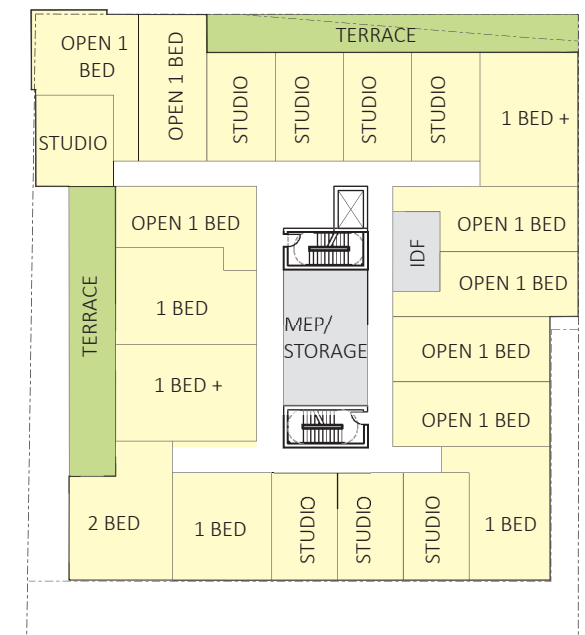 TERRACE
OPEN 1
BED
OPEN 1 BED
STUDIO
STUDIO
STUDIO
STUDIO
1 BED +
STUDIO
OPEN 1 BED
OPEN 1 BED
IDF
OPEN 1 BED
TERRACE
1 BED
MEP/
STORAGE
OPEN 1 BED
1 BED +
OPEN 1 BED
2 BED
1 BED
STUDIO
STUDIO
STUDIO
1 BED